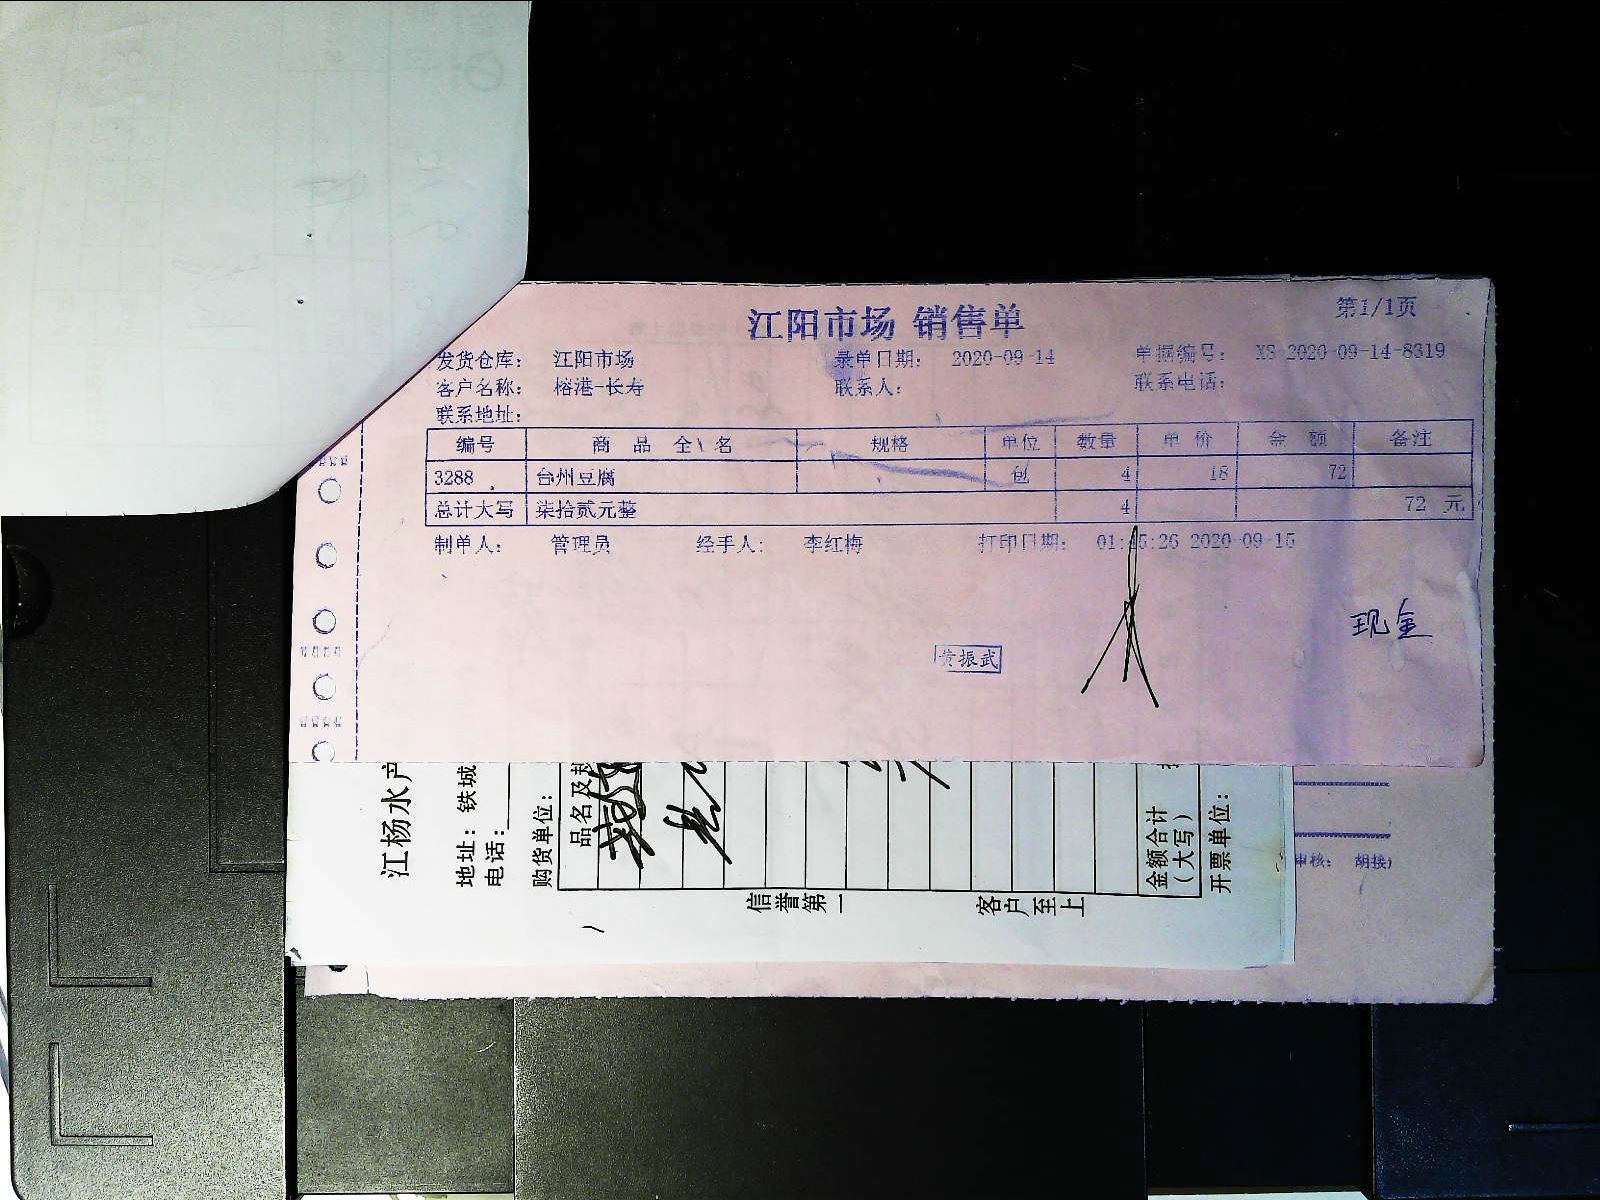 江阳市场 销售单
第1/1页
发货仓库: 江阳市场 录单日期: 2020-09-14 单据编号: XS-2020-09-14-8319
客户名称: 榕港-长寿 联系人: 联系电话:
联系地址:
编号 商品全名 规格 单位 数量 单价 金额 备注
3288 台州豆腐 包 4 18 72
总计大写 柒拾贰元整 4 72 元
制单人: 管理员 经手人: 李红梅 打印日期: 01:45:26 2020-09-15
现金
黄振武
江杨水产
地址: 铁城
电话:
购货单位:
品名及
金额合计
(大写)
开票单位:
信誉第一
客户至上
审核: